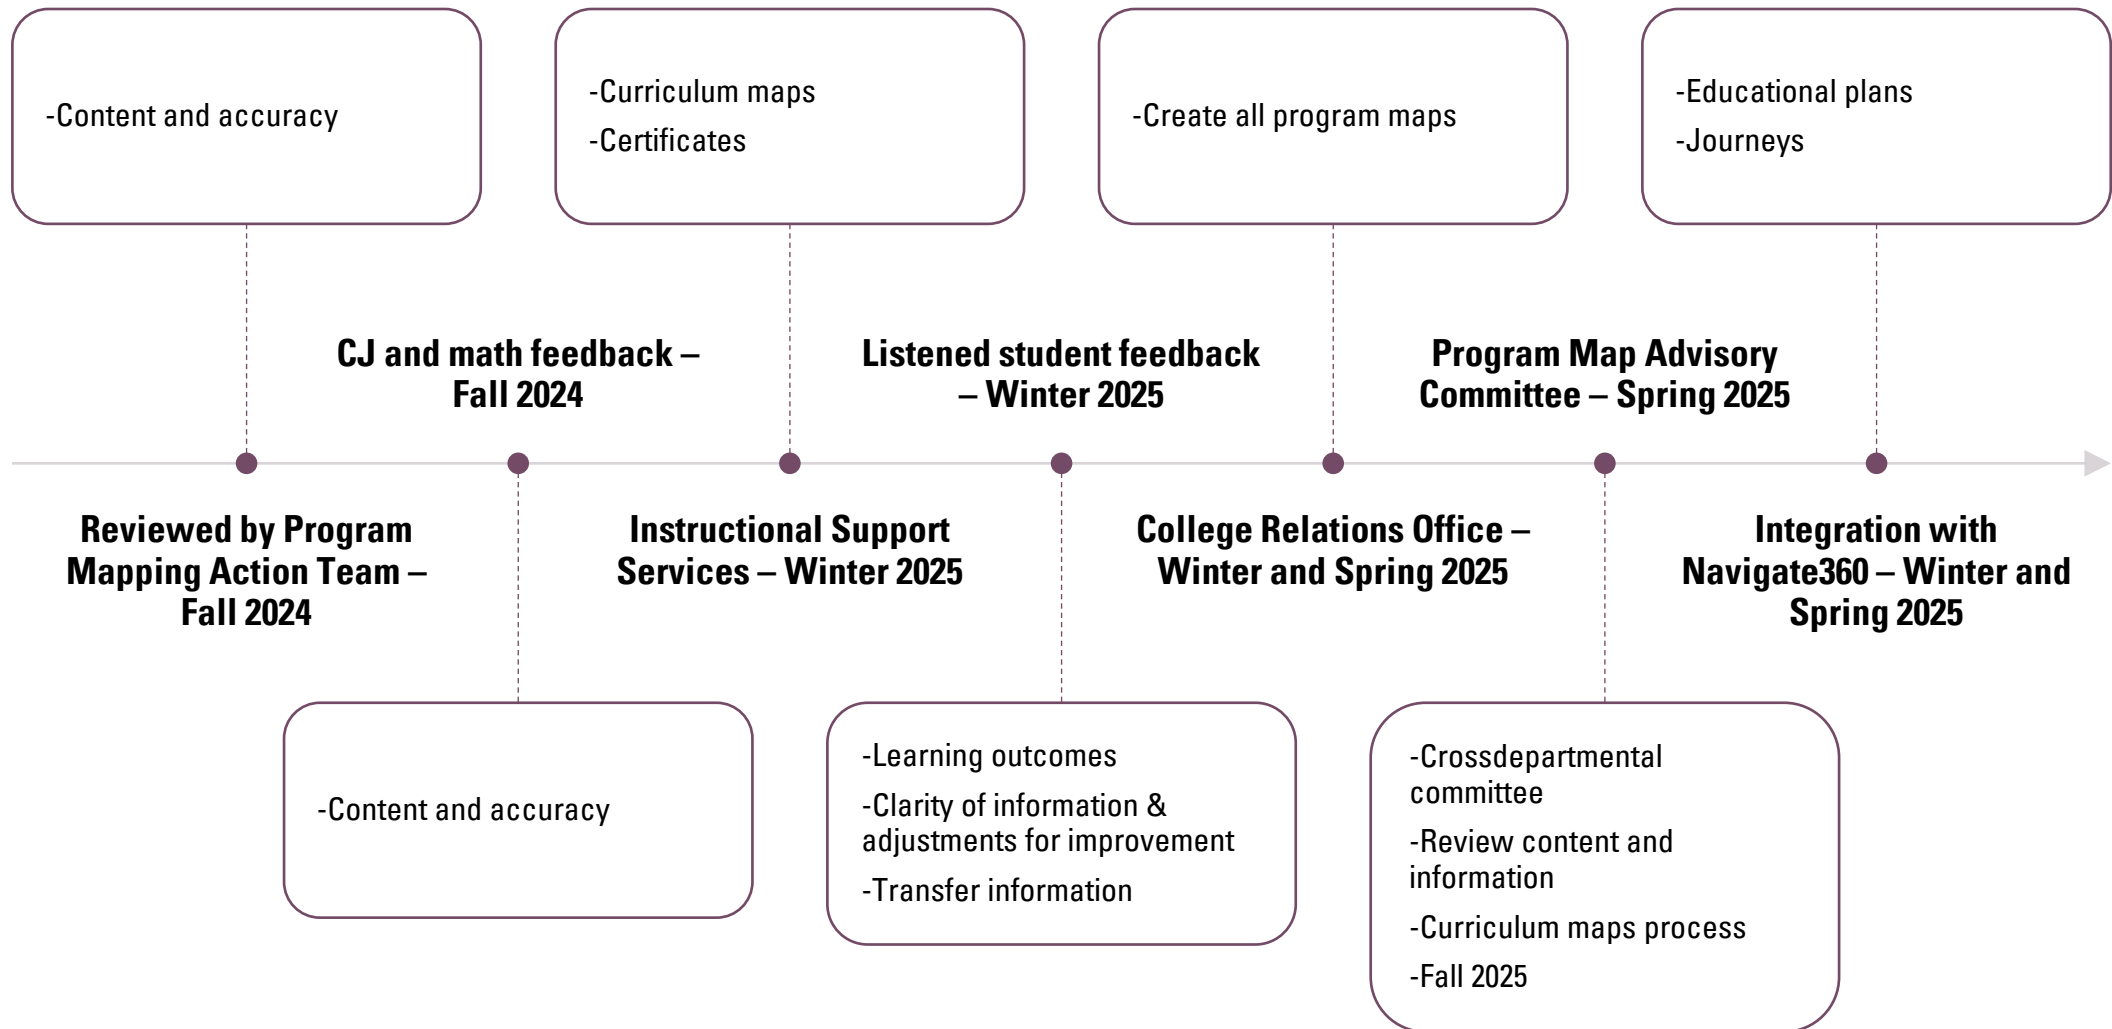 -Content and accuracy
-Curriculum maps
-Certificates
-Create all program maps
-Educational plans
-Journeys
CJ and math feedback –
Fall 2024
Listened student feedback
– Winter 2025
Program Map Advisory
Committee – Spring 2025
Reviewed by Program
Mapping Action Team –
Fall 2024
Instructional Support
Services – Winter 2025
College Relations Office –
Winter and Spring 2025
Integration with
Navigate360 – Winter and
Spring 2025
-Content and accuracy
-Learning outcomes
-Clarity of information &
adjustments for improvement
-Transfer information
-Crossdepartmental
committee
-Review content and
information
-Curriculum maps process
-Fall 2025